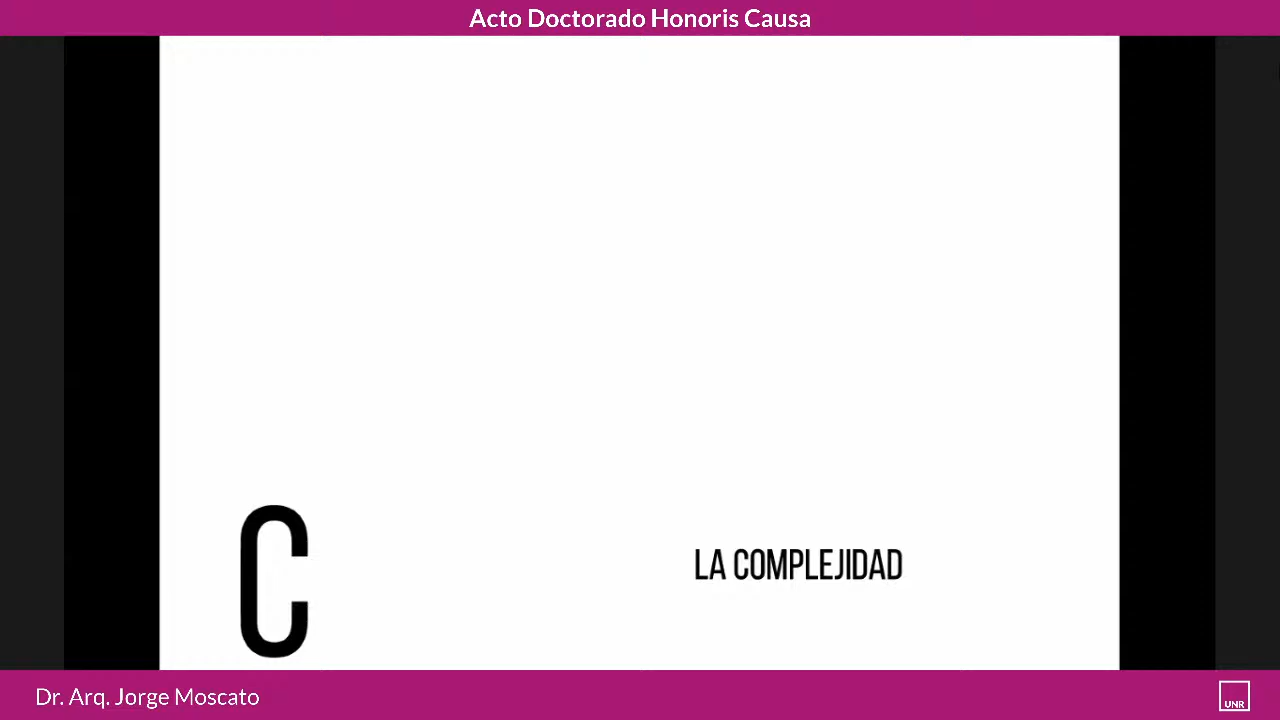 Acto Doctorado Honoris Causa
C
LA COMPLEJIDAD
Dr. Arq. Jorge Moscato
UNR